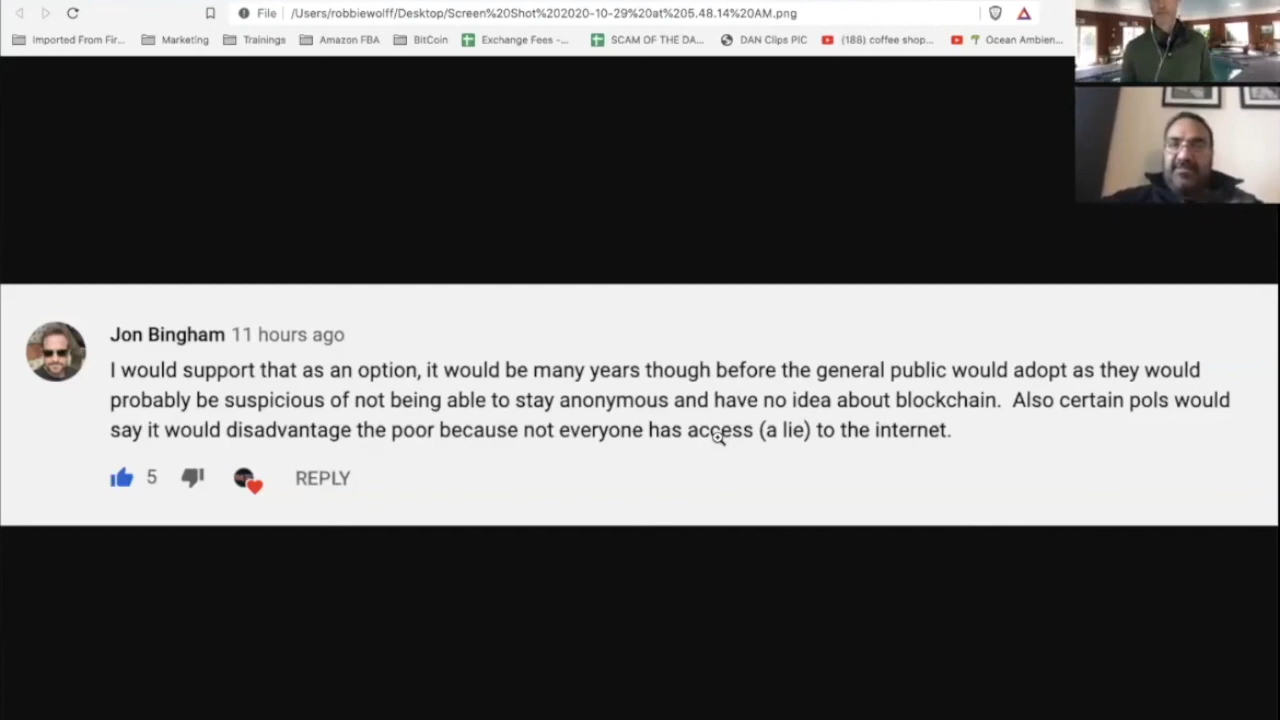 File
/Users/robbiewolff/Desktop/Screen%20Shot%202020-10-29%20at%205.48.14%20AM.png
Imported From Fir... Marketing Trainings Amazon FBA BitCoin Exchange Fees -... SCAM OF THE DA... DAN Clips PIC (188) coffee shop... Ocean Ambien...
Jon Bingham 11 hours ago
I would support that as an option, it would be many years though before the general public would adopt as they would
probably be suspicious of not being able to stay anonymous and have no idea about blockchain. Also certain pols would
say it would disadvantage the poor because not everyone has access (a lie) to the internet.
5 REPLY